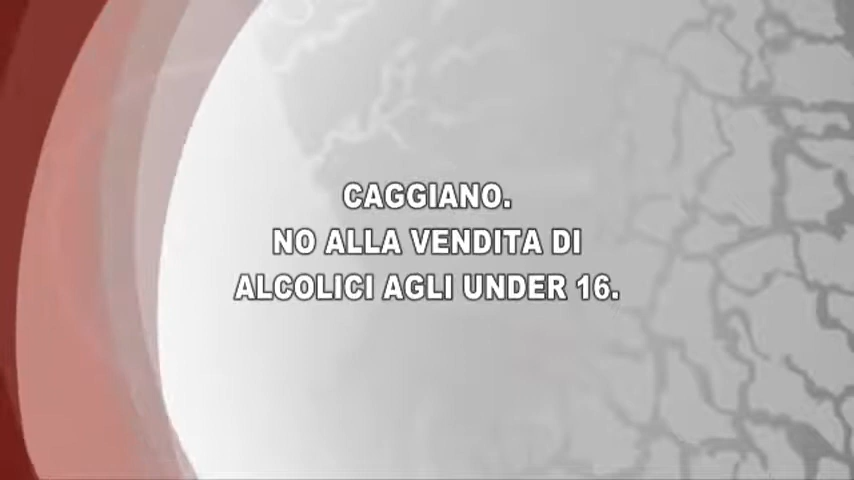 CAGGIANO.
NO ALLA VENDITA DI
ALCOLICI AGLI UNDER 16.